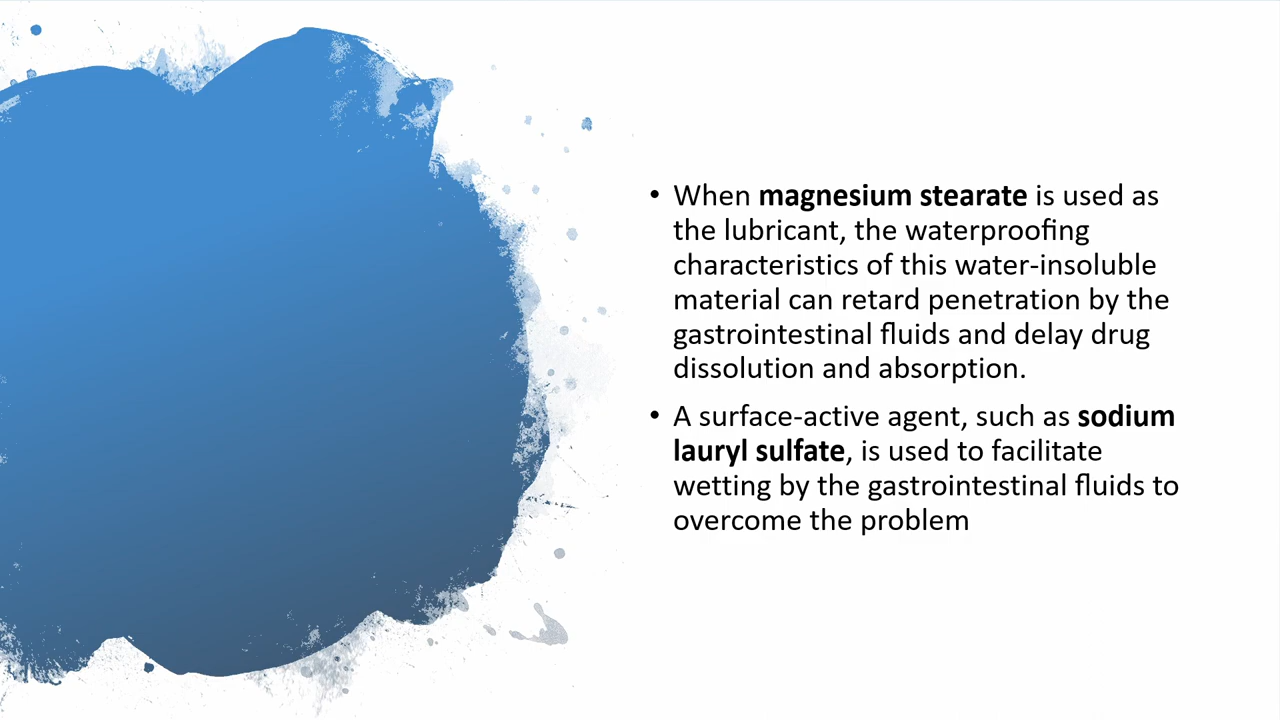 • When magnesium stearate is used as
the lubricant, the waterproofing
characteristics of this water-insoluble
material can retard penetration by the
gastrointestinal fluids and delay drug
dissolution and absorption.
• A surface-active agent, such as sodium
lauryl sulfate, is used to facilitate
wetting by the gastrointestinal fluids to
overcome the problem